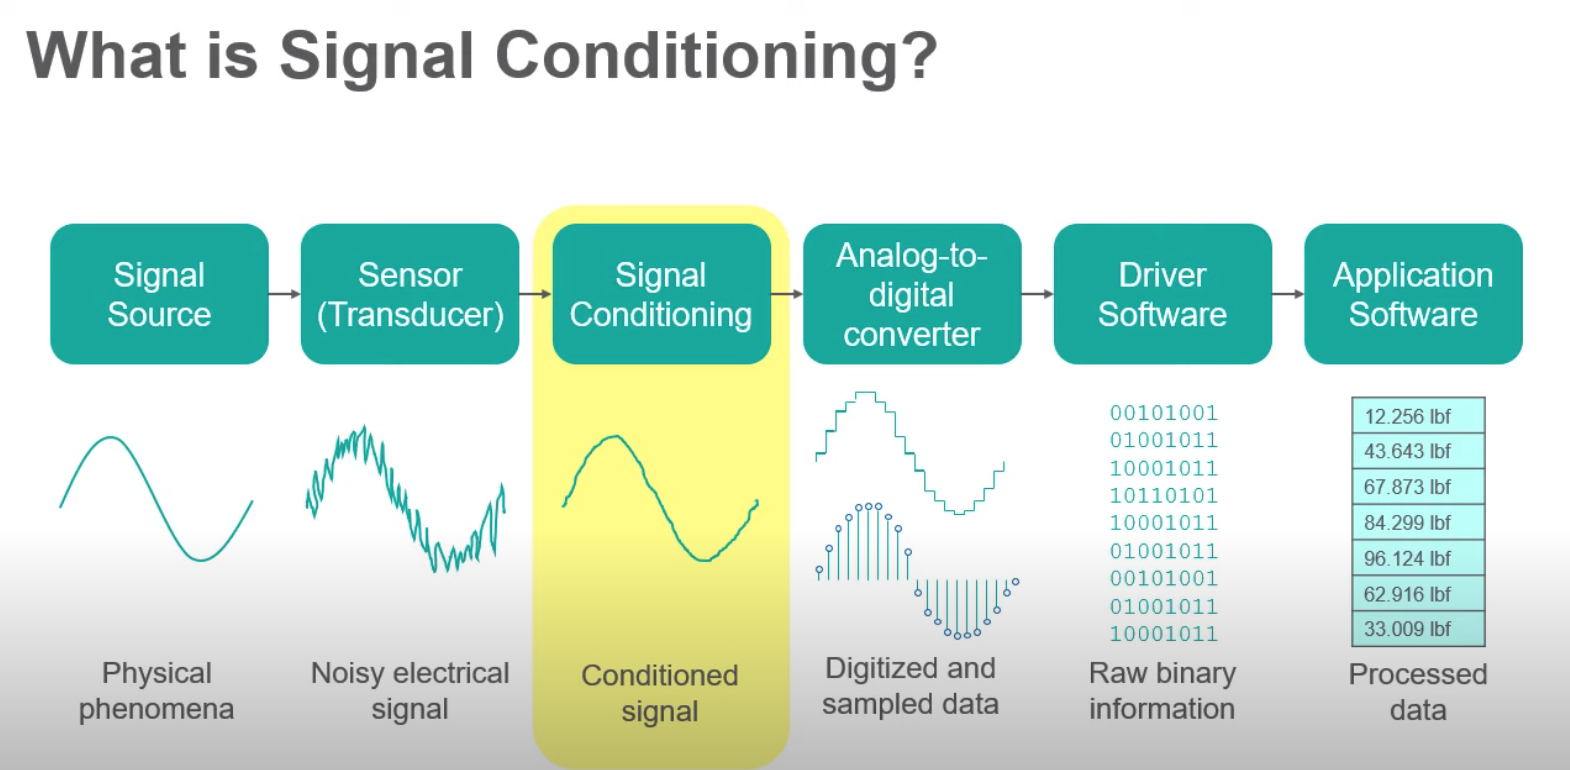 What is Signal Conditioning?
Signal
Source
Sensor
(Transducer)
Signal
Conditioning
Analog-to-
digital
converter
Driver
Software
Application
Software
00101001
01001011
10001011
10110101
10001011
01001011
00101001
01001011
10001011
12.256 lbf
43.643 lbf
67.873 lbf
84.299 lbf
96.124 lbf
62.916 lbf
33.009 lbf
Physical
phenomena
Noisy electrical
signal
Conditioned
signal
Digitized and
sampled data
Raw binary
information
Processed
data